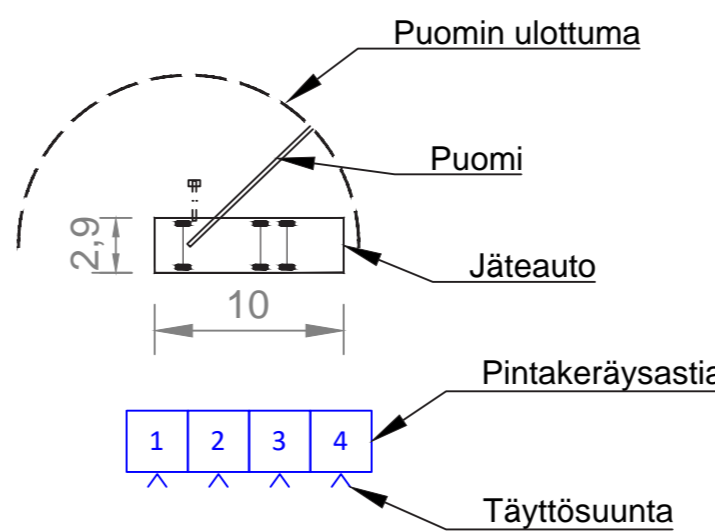 Puomin ulottuma
Puomi
2,9
Jäteauto
10
Pintakeräysastia
1 2 3 4
Täyttösuunta